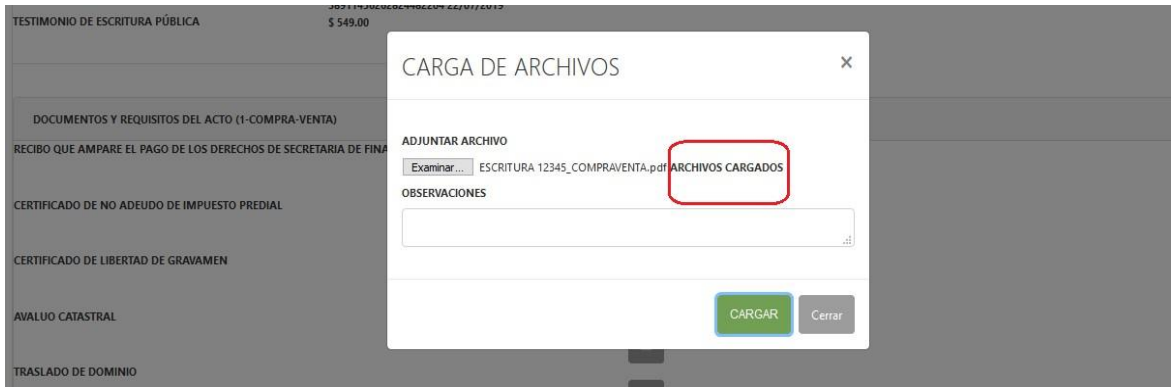 TESTIMONIO DE ESCRITURA PÚBLICA
$ 549.00
CARGA DE ARCHIVOS
×
DOCUMENTOS Y REQUISITOS DEL ACTO (1-COMPRA-VENTA)
RECIBO QUE AMPARE EL PAGO DE LOS DERECHOS DE SECRETARIA DE FINA
CERTIFICADO DE NO ADEUDO DE IMPUESTO PREDIAL
CERTIFICADO DE LIBERTAD DE GRAVAMEN
AVALUO CATASTRAL
TRASLADO DE DOMINIO
ADJUNTAR ARCHIVO
Examinar... ESCRITURA 12345_COMPRAVENTA.pdf ARCHIVOS CARGADOS
OBSERVACIONES
CARGAR
Cerrar